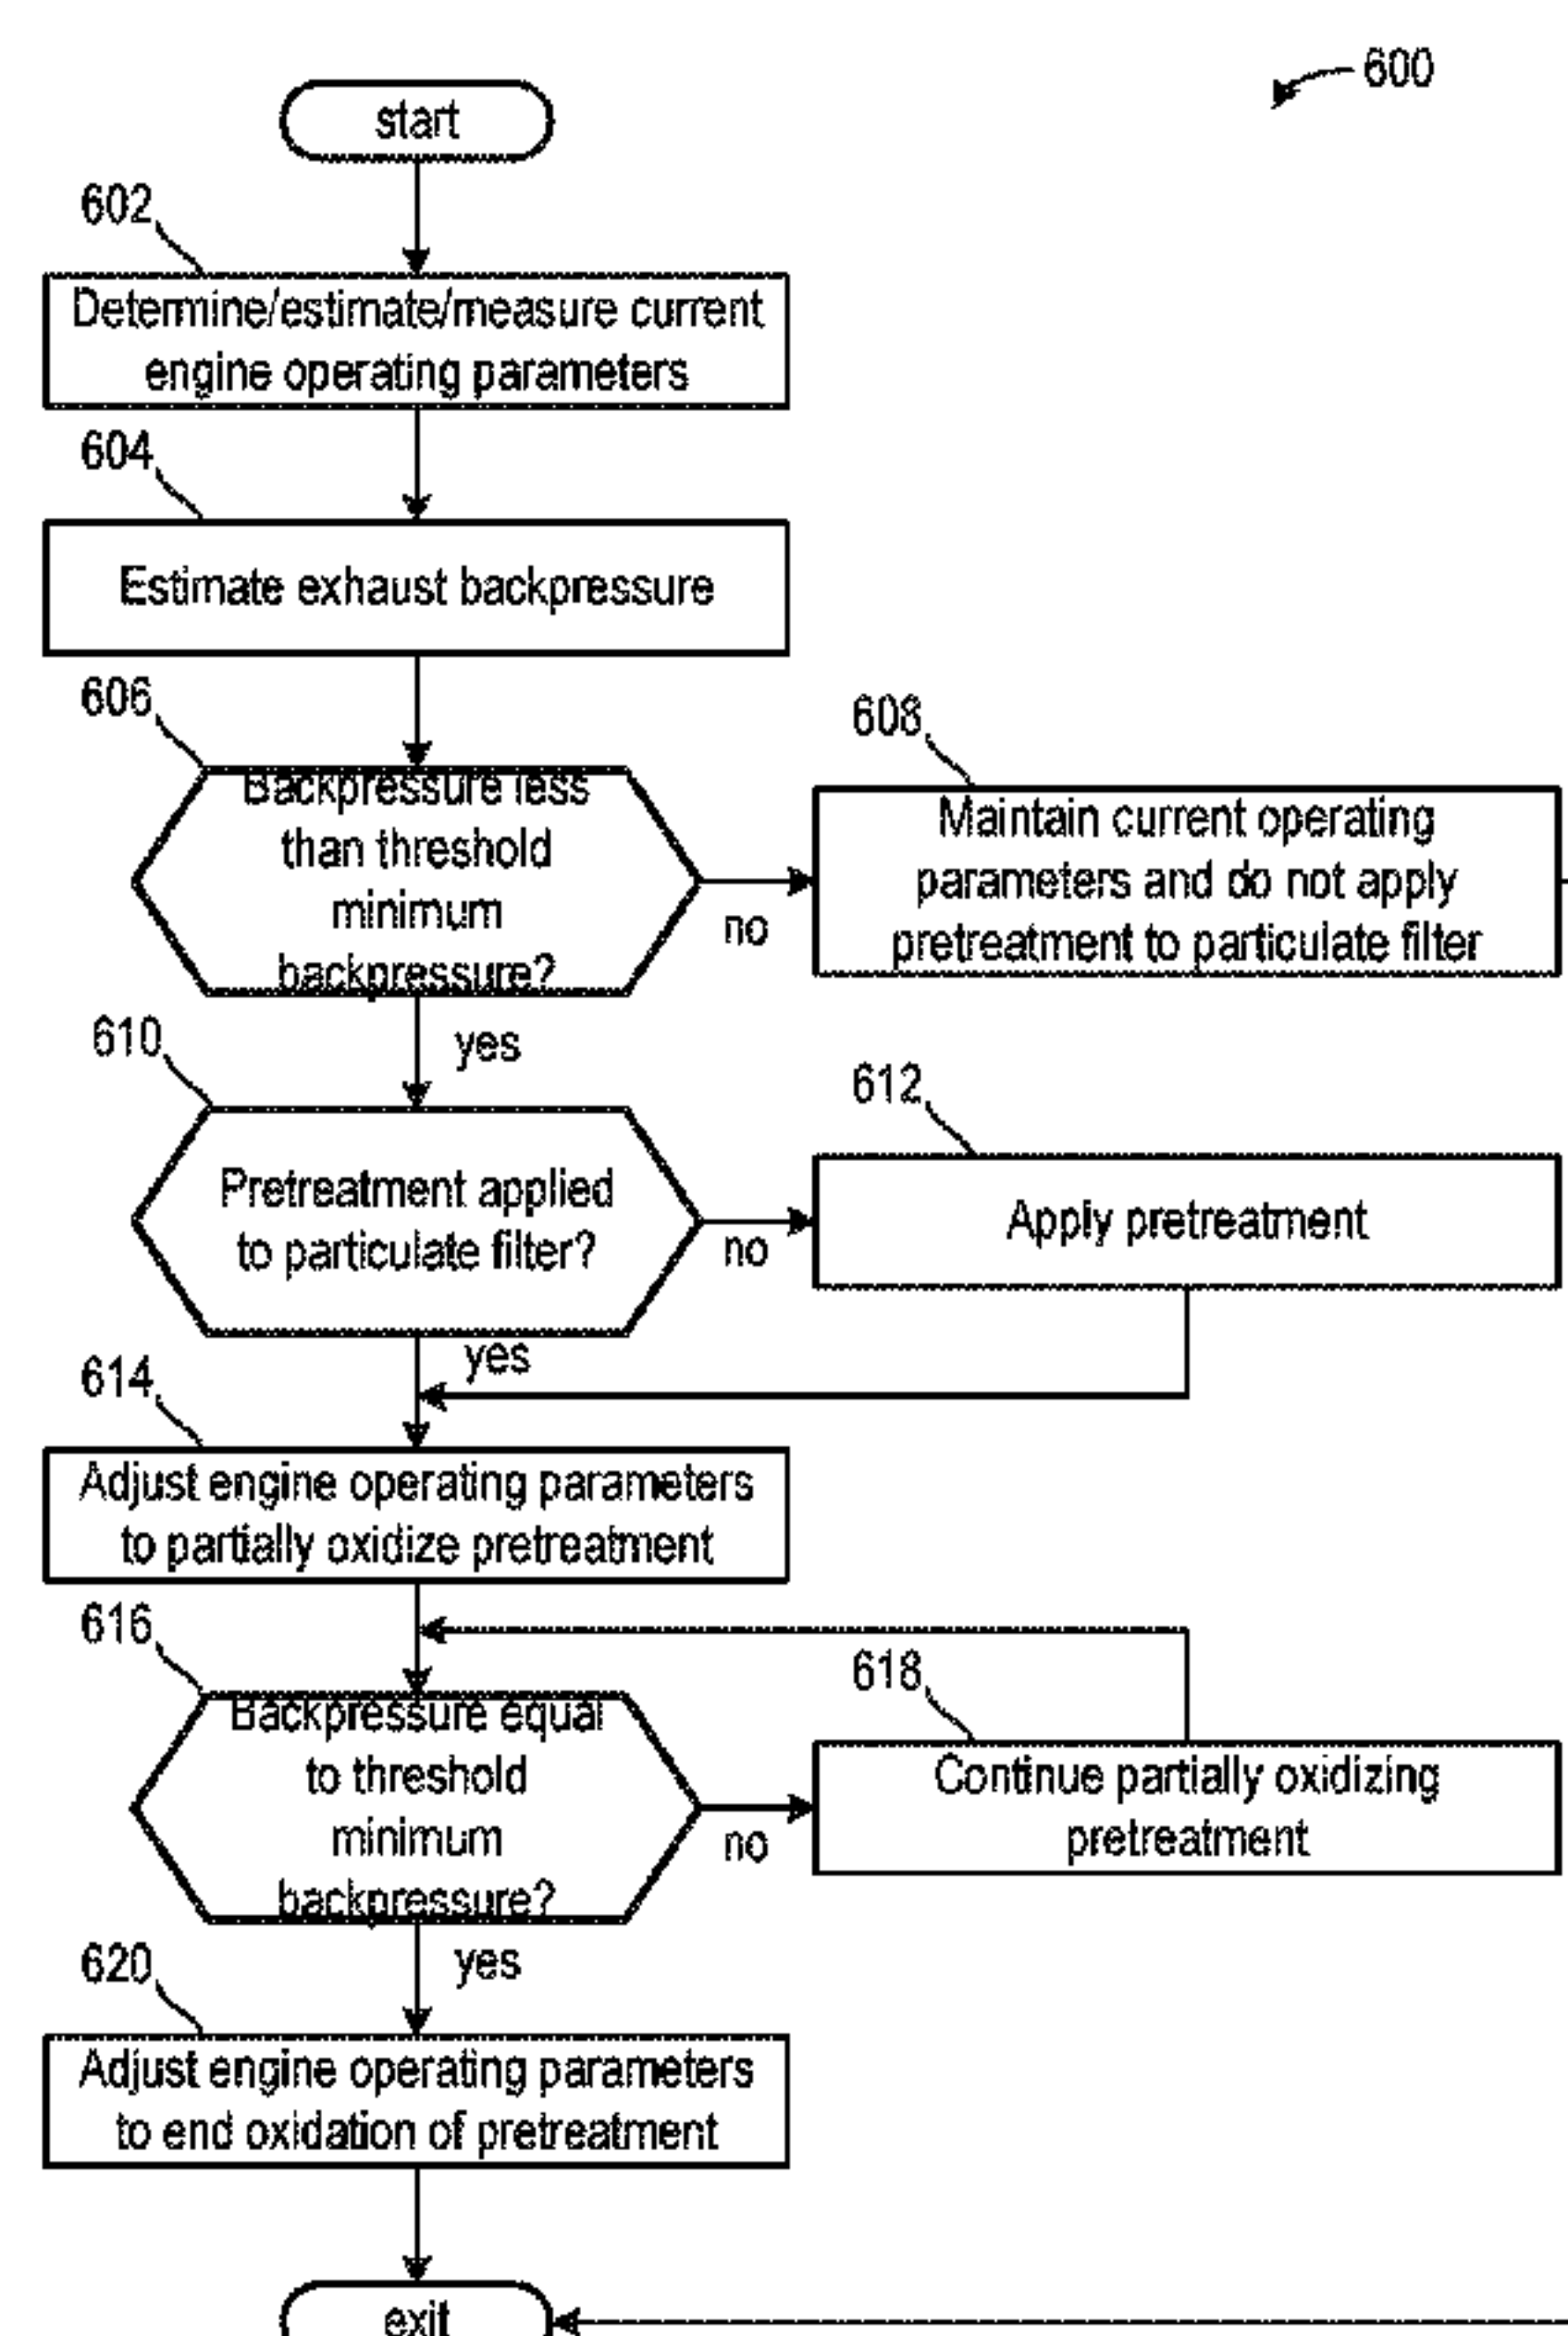 600
start
602
Determine/estimate/measure current
engine operating parameters
604
Estimate exhaust backpressure
606
Backpressure less
than threshold
minimum
backpressure?
no
yes
608
Maintain current operating
parameters and do not apply
pretreatment to particulate filter
610
Pretreatment applied
to particulate filter?
no
yes
612
Apply pretreatment
614
Adjust engine operating parameters
to partially oxidize pretreatment
616
Backpressure equal
to threshold
minimum
backpressure?
no
yes
618
Continue partially oxidizing
pretreatment
620
Adjust engine operating parameters
to end oxidation of pretreatment
exit